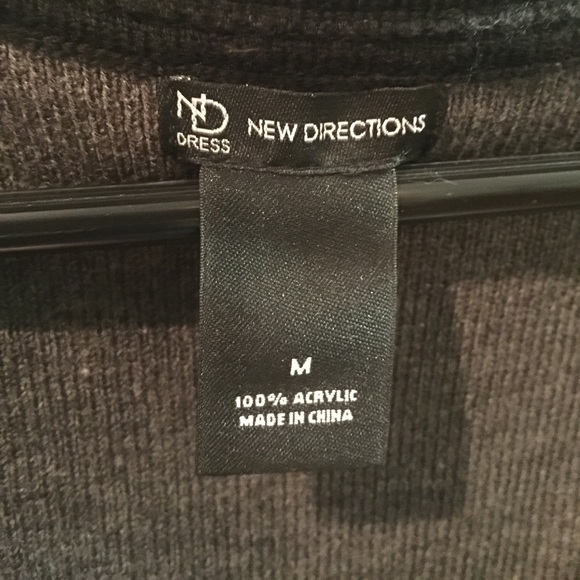 ND
DRESS
NEW DIRECTIONS
M
100% ACRYLIC
MADE IN CHINA